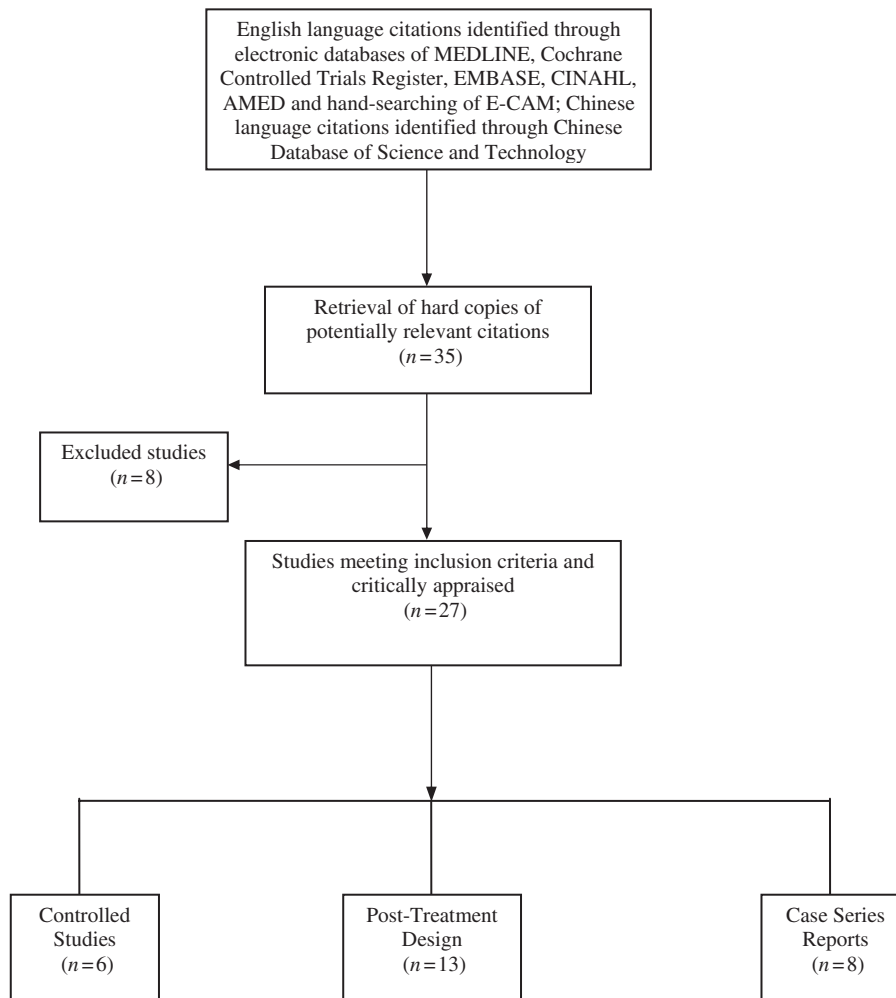 English language citations identified through
electronic databases of MEDLINE, Cochrane
Controlled Trials Register, EMBASE, CINAHL,
AMED and hand-searching of E-CAM; Chinese
language citations identified through Chinese
Database of Science and Technology
Retrieval of hard copies of
potentially relevant citations
(n=35)
Excluded studies
(n=8)
Studies meeting inclusion criteria and
critically appraised
(n=27)
Controlled
Studies
(n=6)
Post-Treatment
Design
(n=13)
Case Series
Reports
(n=8)